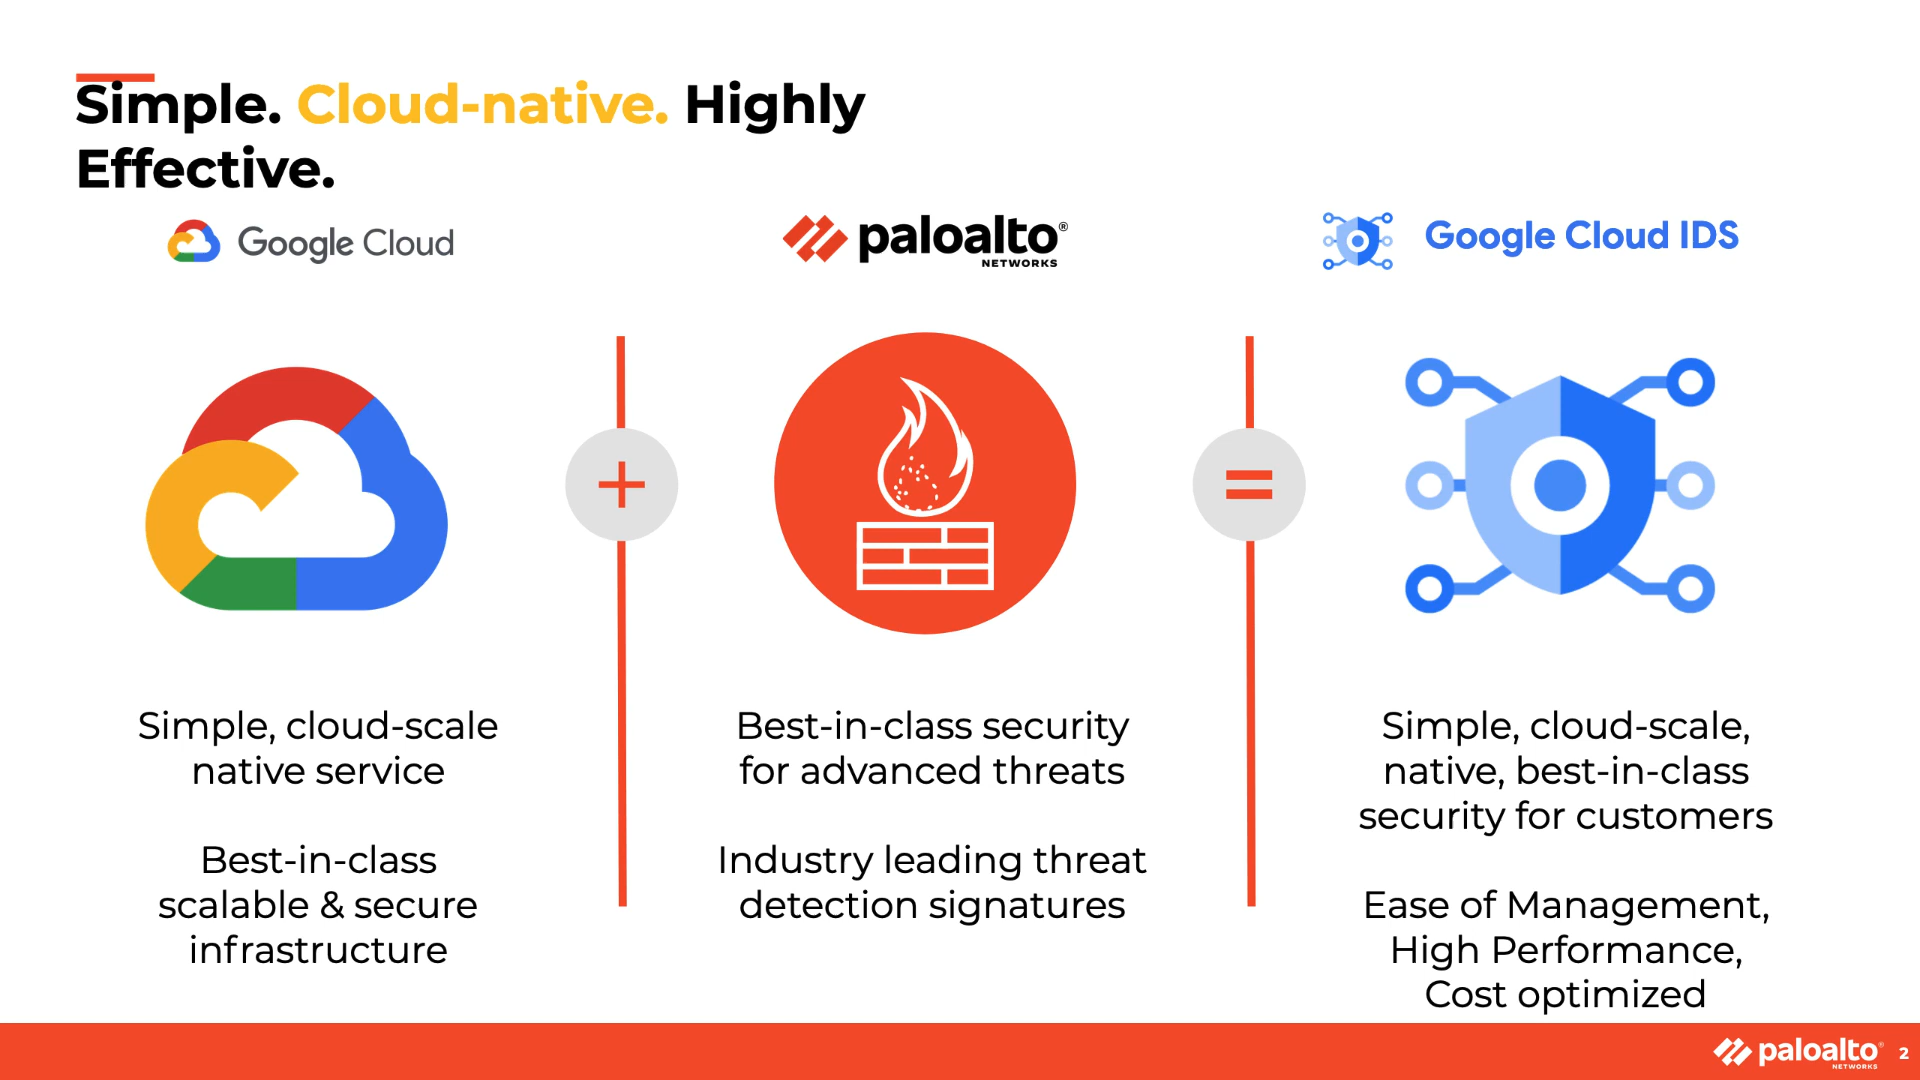 Simple. Cloud-native. Highly
Effective.
Google Cloud
paloalto®
NETWORKS
Google Cloud IDS
+
=
Simple, cloud-scale
native service
Best-in-class
scalable & secure
infrastructure
Best-in-class security
for advanced threats
Industry leading threat
detection signatures
Simple, cloud-scale,
native, best-in-class
security for customers
Ease of Management,
High Performance,
Cost optimized
paloalto®
NETWORKS
2